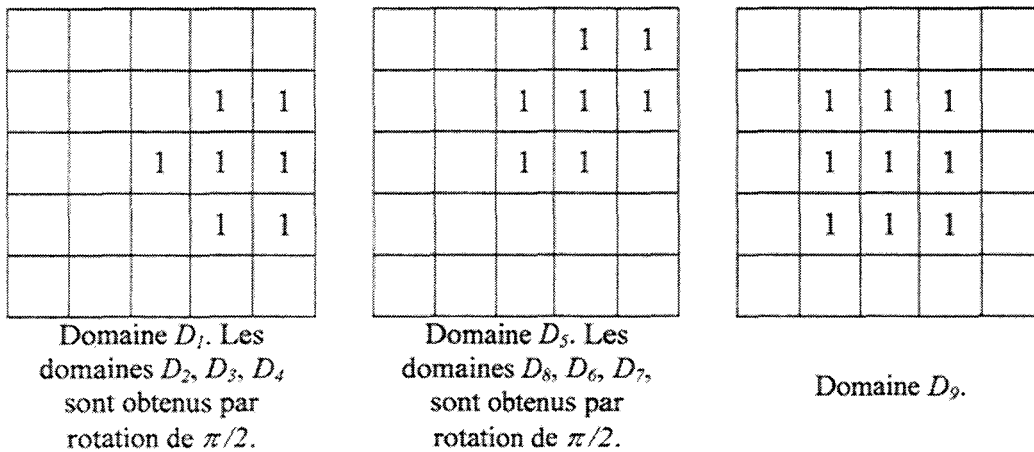 1 1
1 1
1 1 1
1 1
Domaine D₁. Les
domaines D₂, D₃, D₄
sont obtenus par
rotation de π/2.
1 1
1 1 1
1 1
Domaine D₅. Les
domaines D₈, D₆, D₇,
sont obtenus par
rotation de π/2.
1 1 1
1 1 1
1 1 1
Domaine D₉.